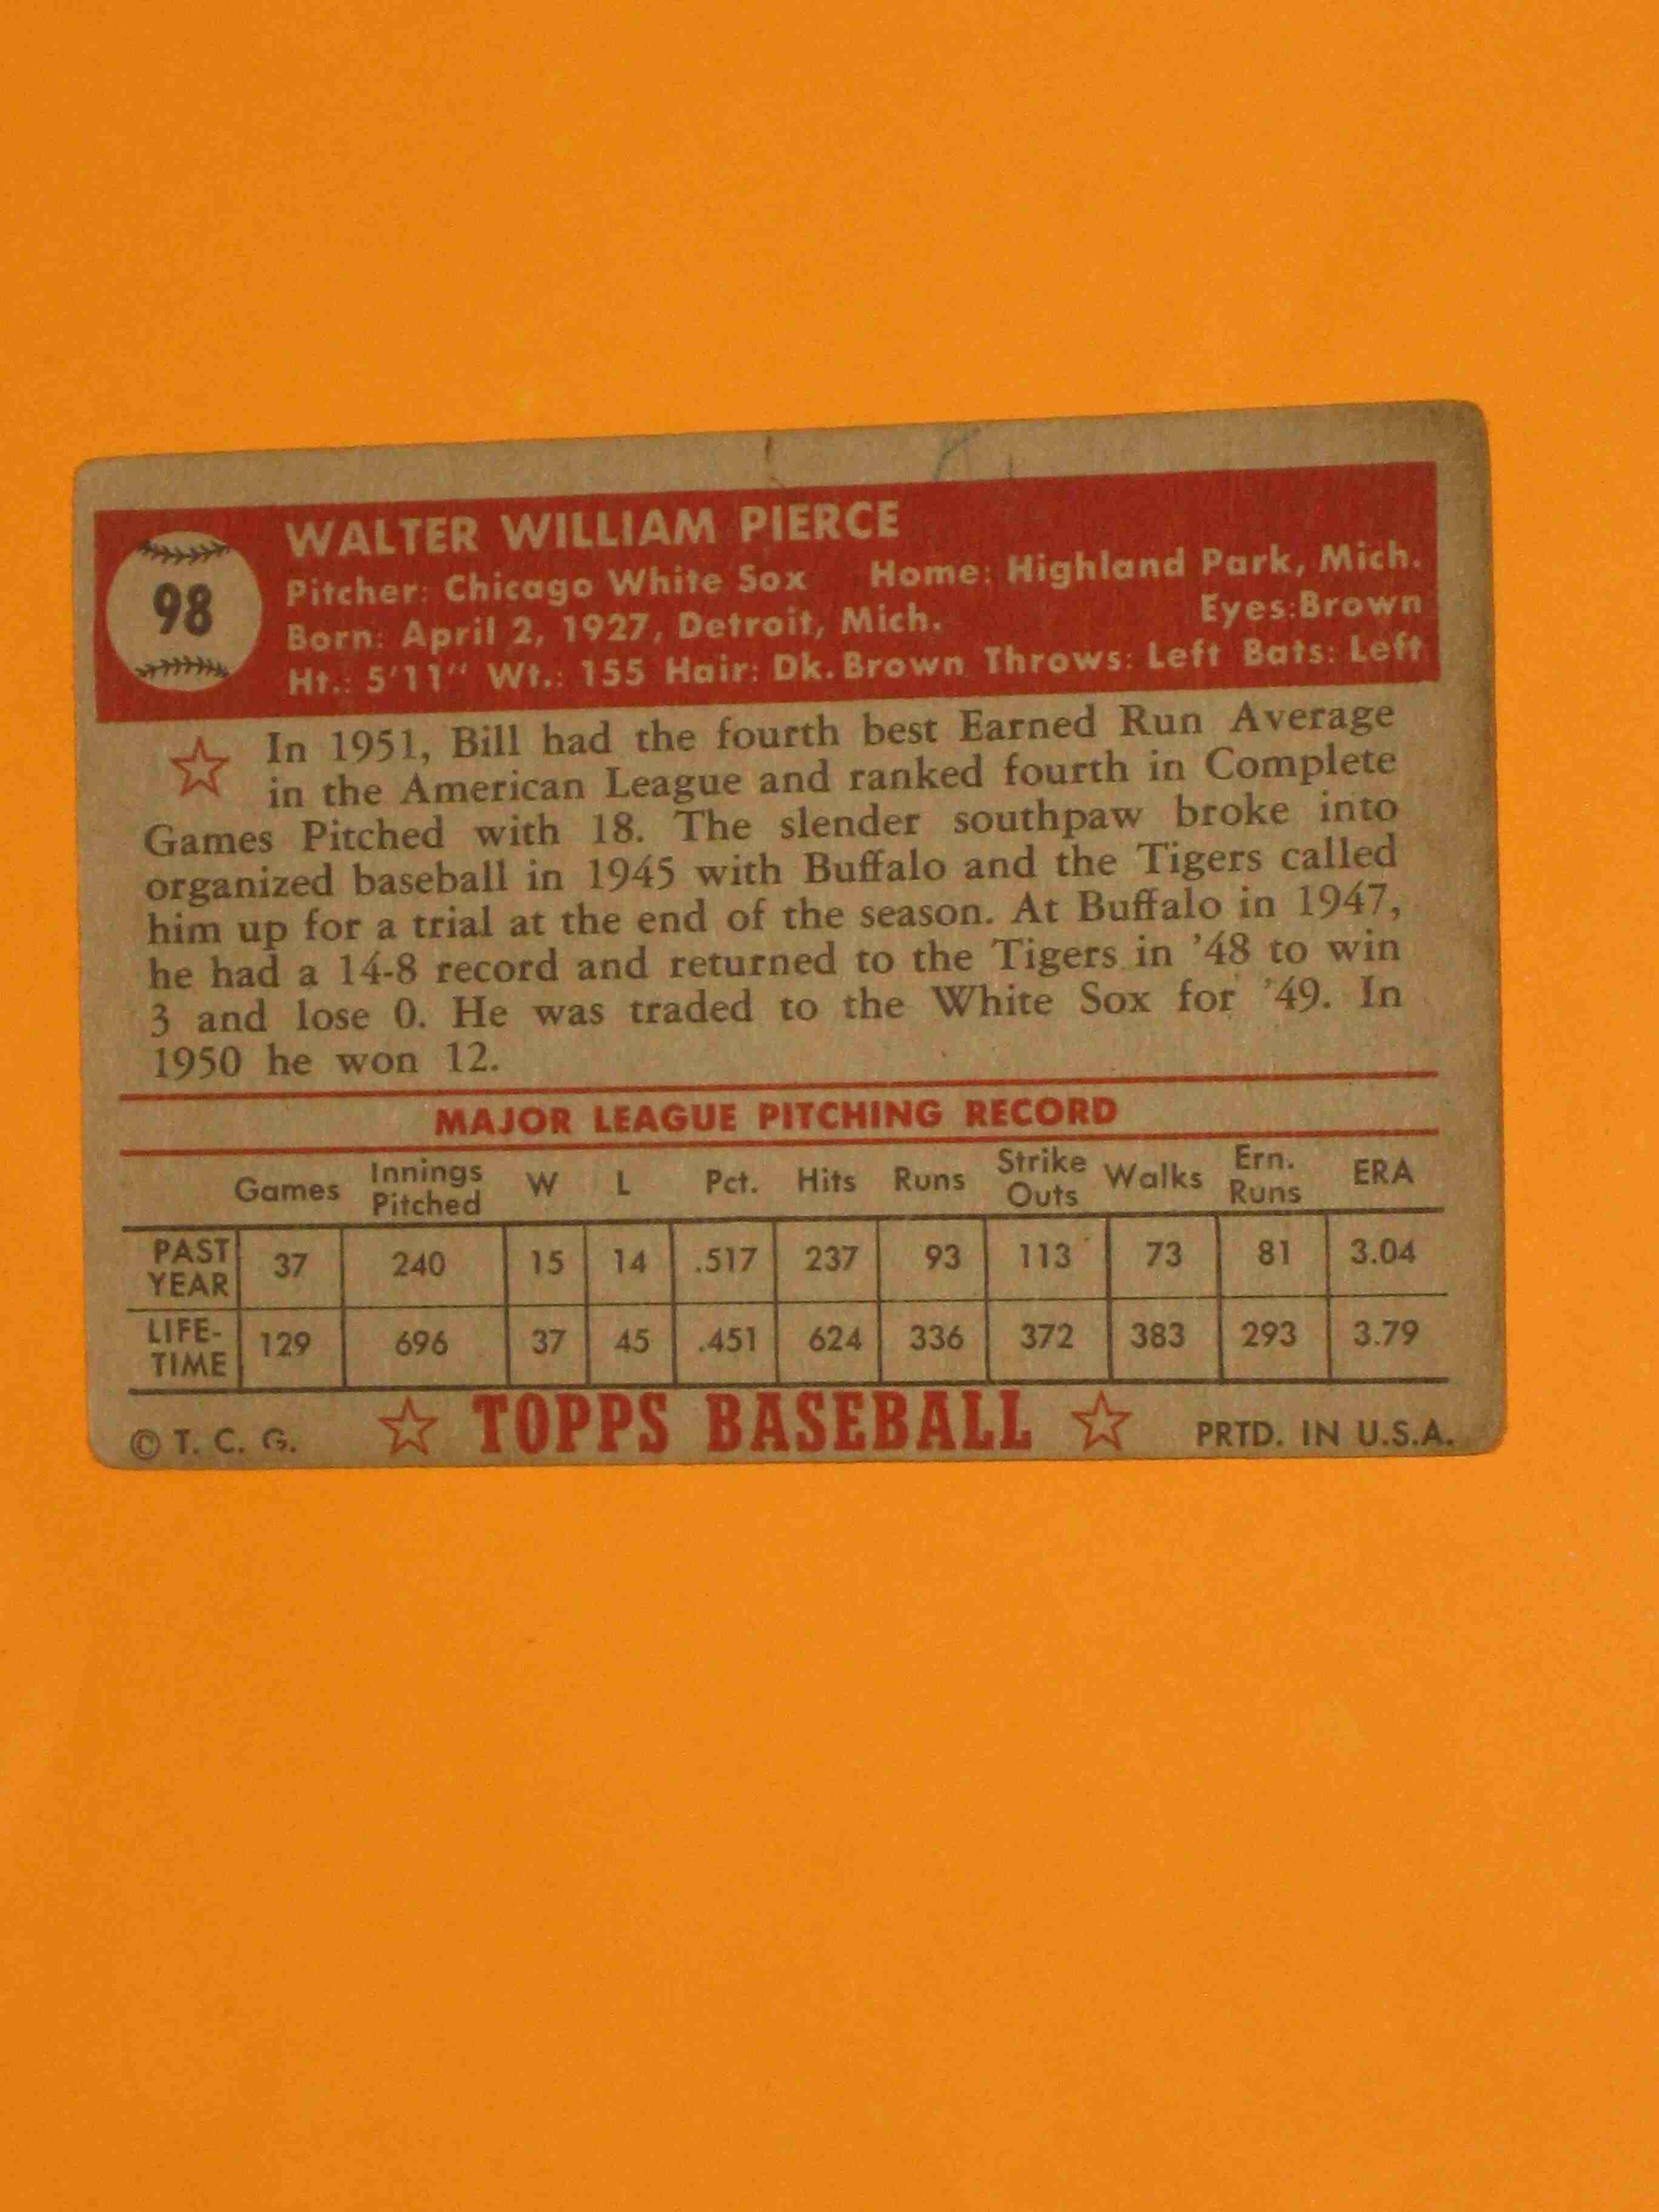 98
WALTER WILLIAM PIERCE
Pitcher: Chicago White Sox Home: Highland Park, Mich.
Born: April 2, 1927, Detroit, Mich. Eyes:Brown
Ht.: 5'11" Wt.: 155 Hair: Dk. Brown Throws: Left Bats: Left
In 1951, Bill had the fourth best Earned Run Average
in the American League and ranked fourth in Complete
Games Pitched with 18. The slender southpaw broke into
organized baseball in 1945 with Buffalo and the Tigers called
him up for a trial at the end of the season. At Buffalo in 1947,
he had a 14-8 record and returned to the Tigers in '48 to win
3 and lose 0. He was traded to the White Sox for '49. In
1950 he won 12.
MAJOR LEAGUE PITCHING RECORD
Games Innings Pitched W L Pct. Hits Runs Strike Outs Walks Ern. Runs ERA
PAST YEAR 37 240 15 14 .517 237 93 113 73 81 3.04
LIFE-TIME 129 696 37 45 .451 624 336 372 383 293 3.79
© T. C. G. TOPPS BASEBALL PRTD. IN U.S.A.